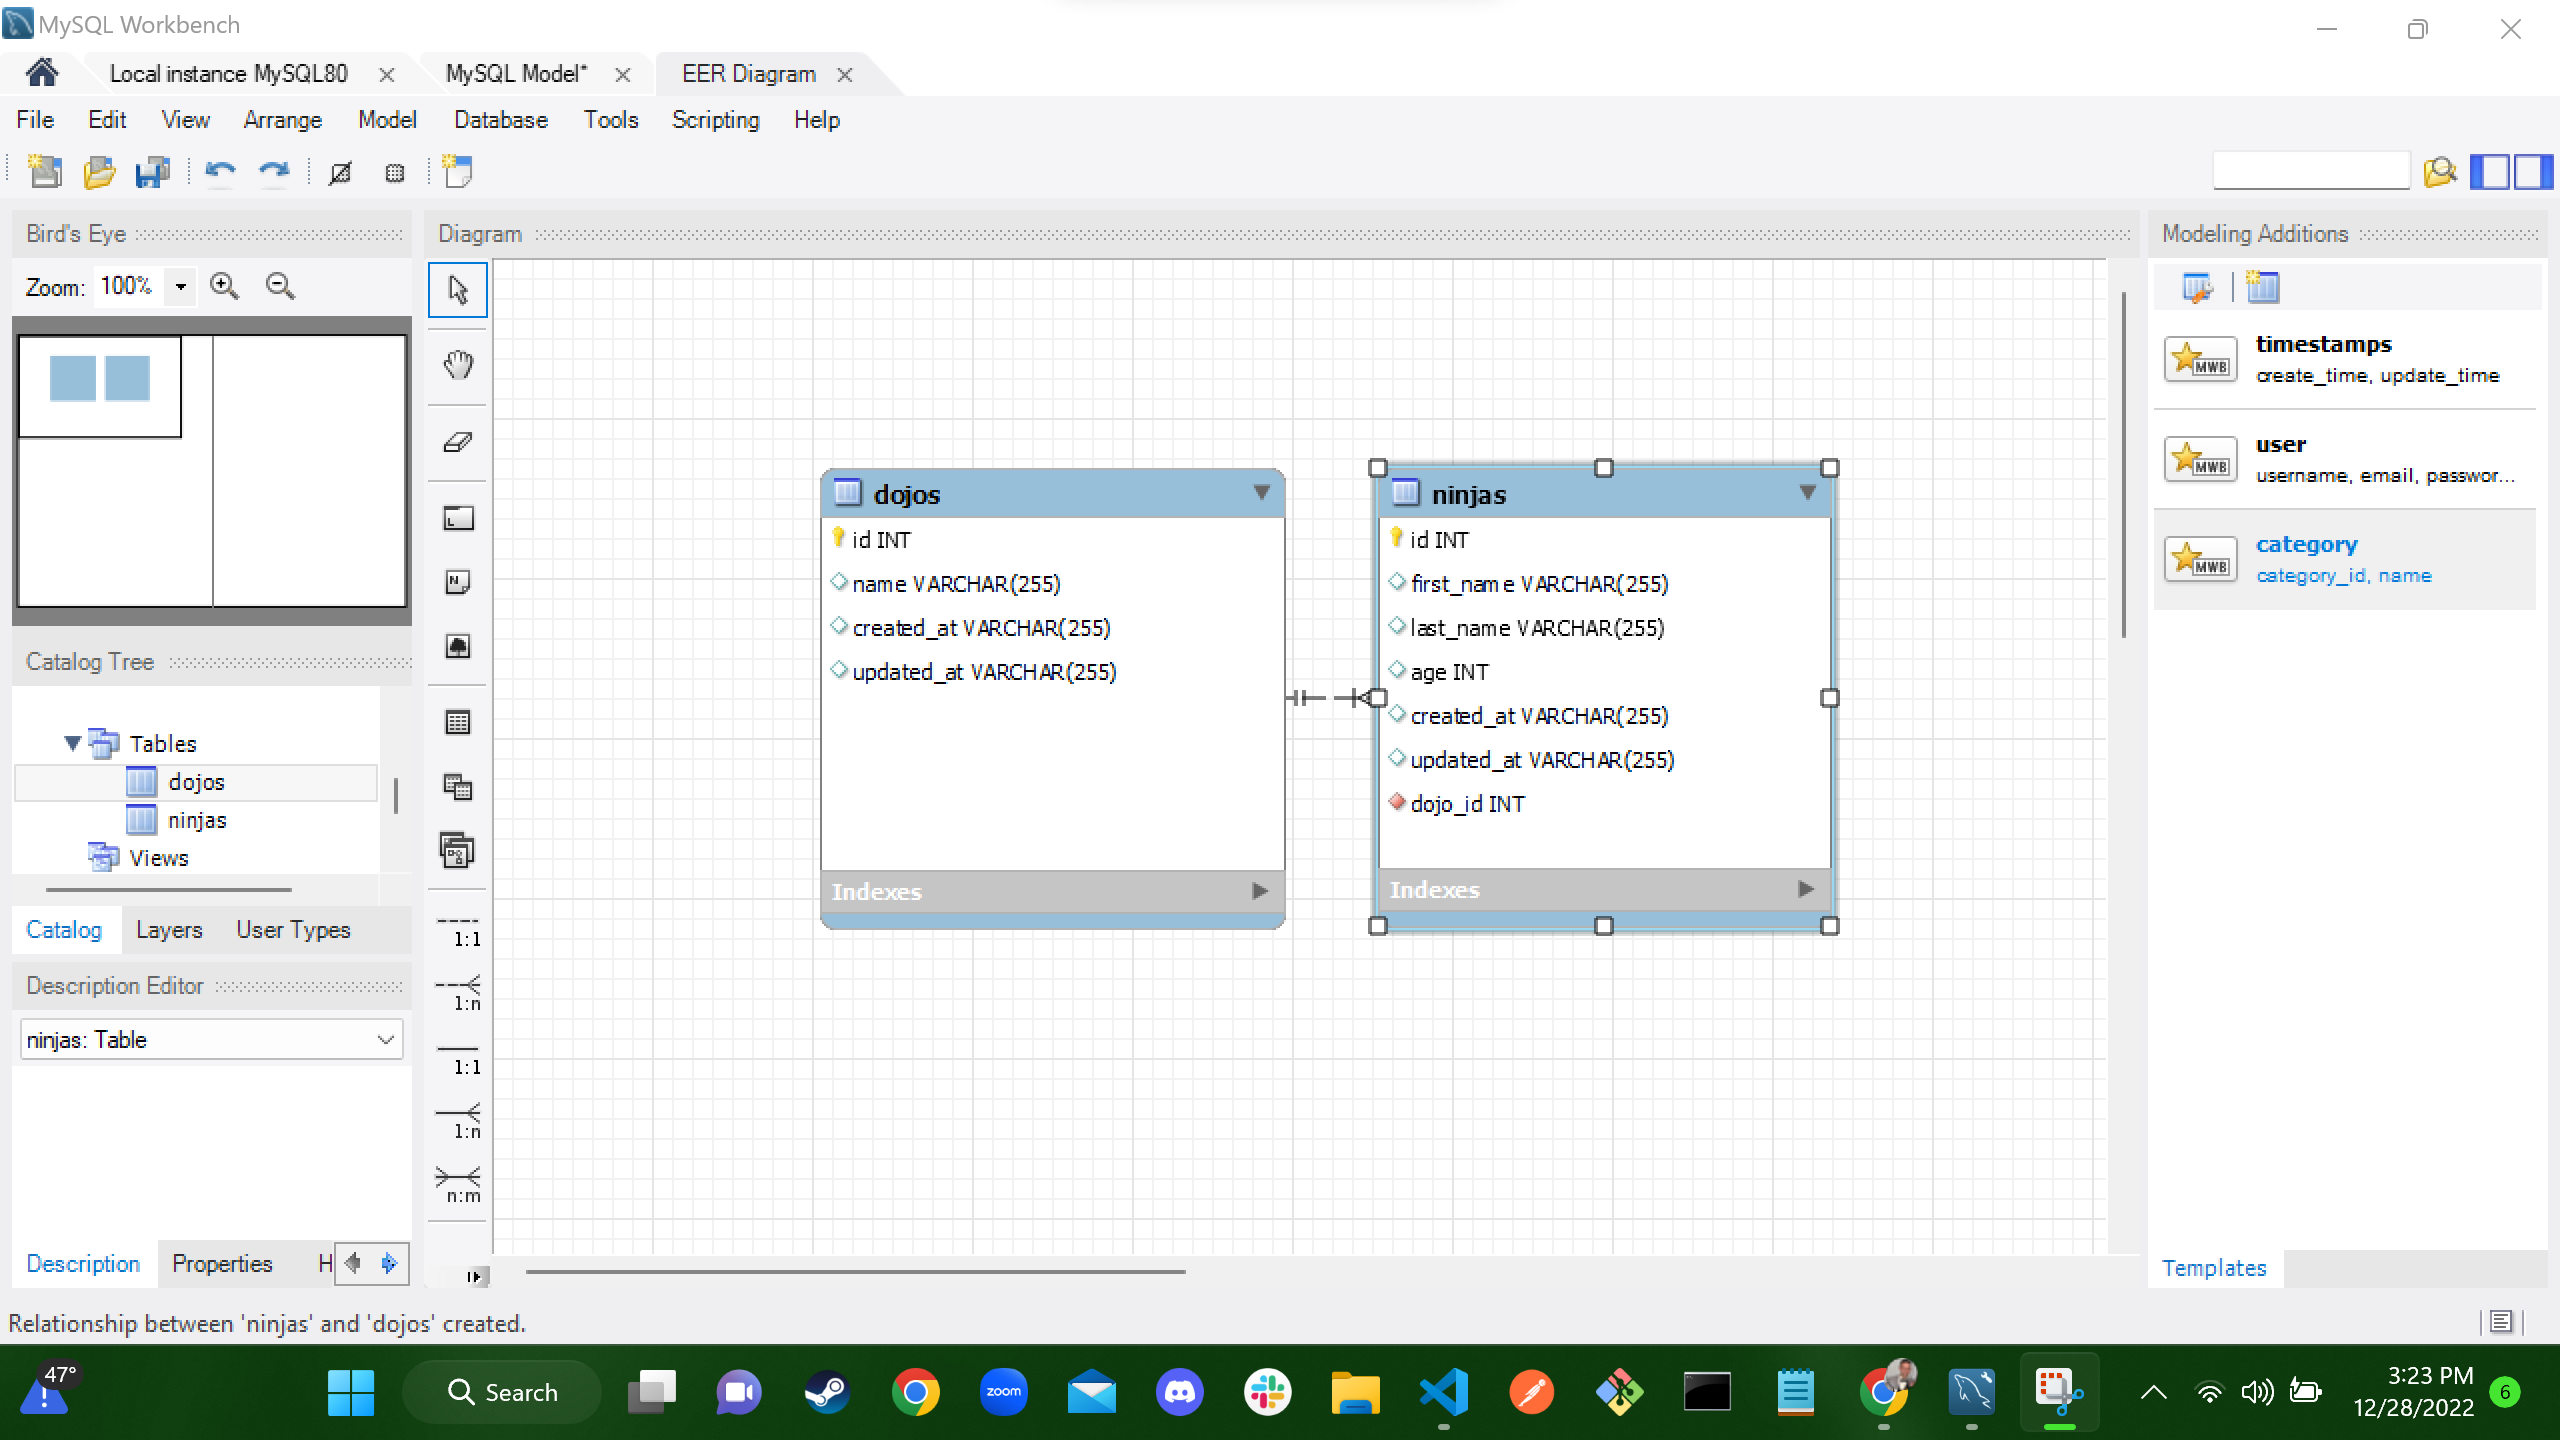 MySQL Workbench
Local instance MySQL80
MySQL Model*
EER Diagram
File Edit View Arrange Model Database Tools Scripting Help
Bird's Eye
Diagram
Modeling Additions
Zoom: 100%
timestamps
create_time, update_time
user
username, email, passwor...
category
category_id, name
dojos
id INT
name VARCHAR(255)
created_at VARCHAR(255)
updated_at VARCHAR(255)
Indexes
ninjas
id INT
first_name VARCHAR(255)
last_name VARCHAR(255)
age INT
created_at VARCHAR(255)
updated_at VARCHAR(255)
dojo_id INT
Indexes
Catalog Tree
Tables
dojos
ninjas
Views
Catalog Layers User Types
Description Editor
ninjas: Table
1:1
1:n
1:1
1:n
n:m
Description Properties H
Templates
Relationship between 'ninjas' and 'dojos' created.
47°
Search
zoom
3:23 PM
12/28/2022
6